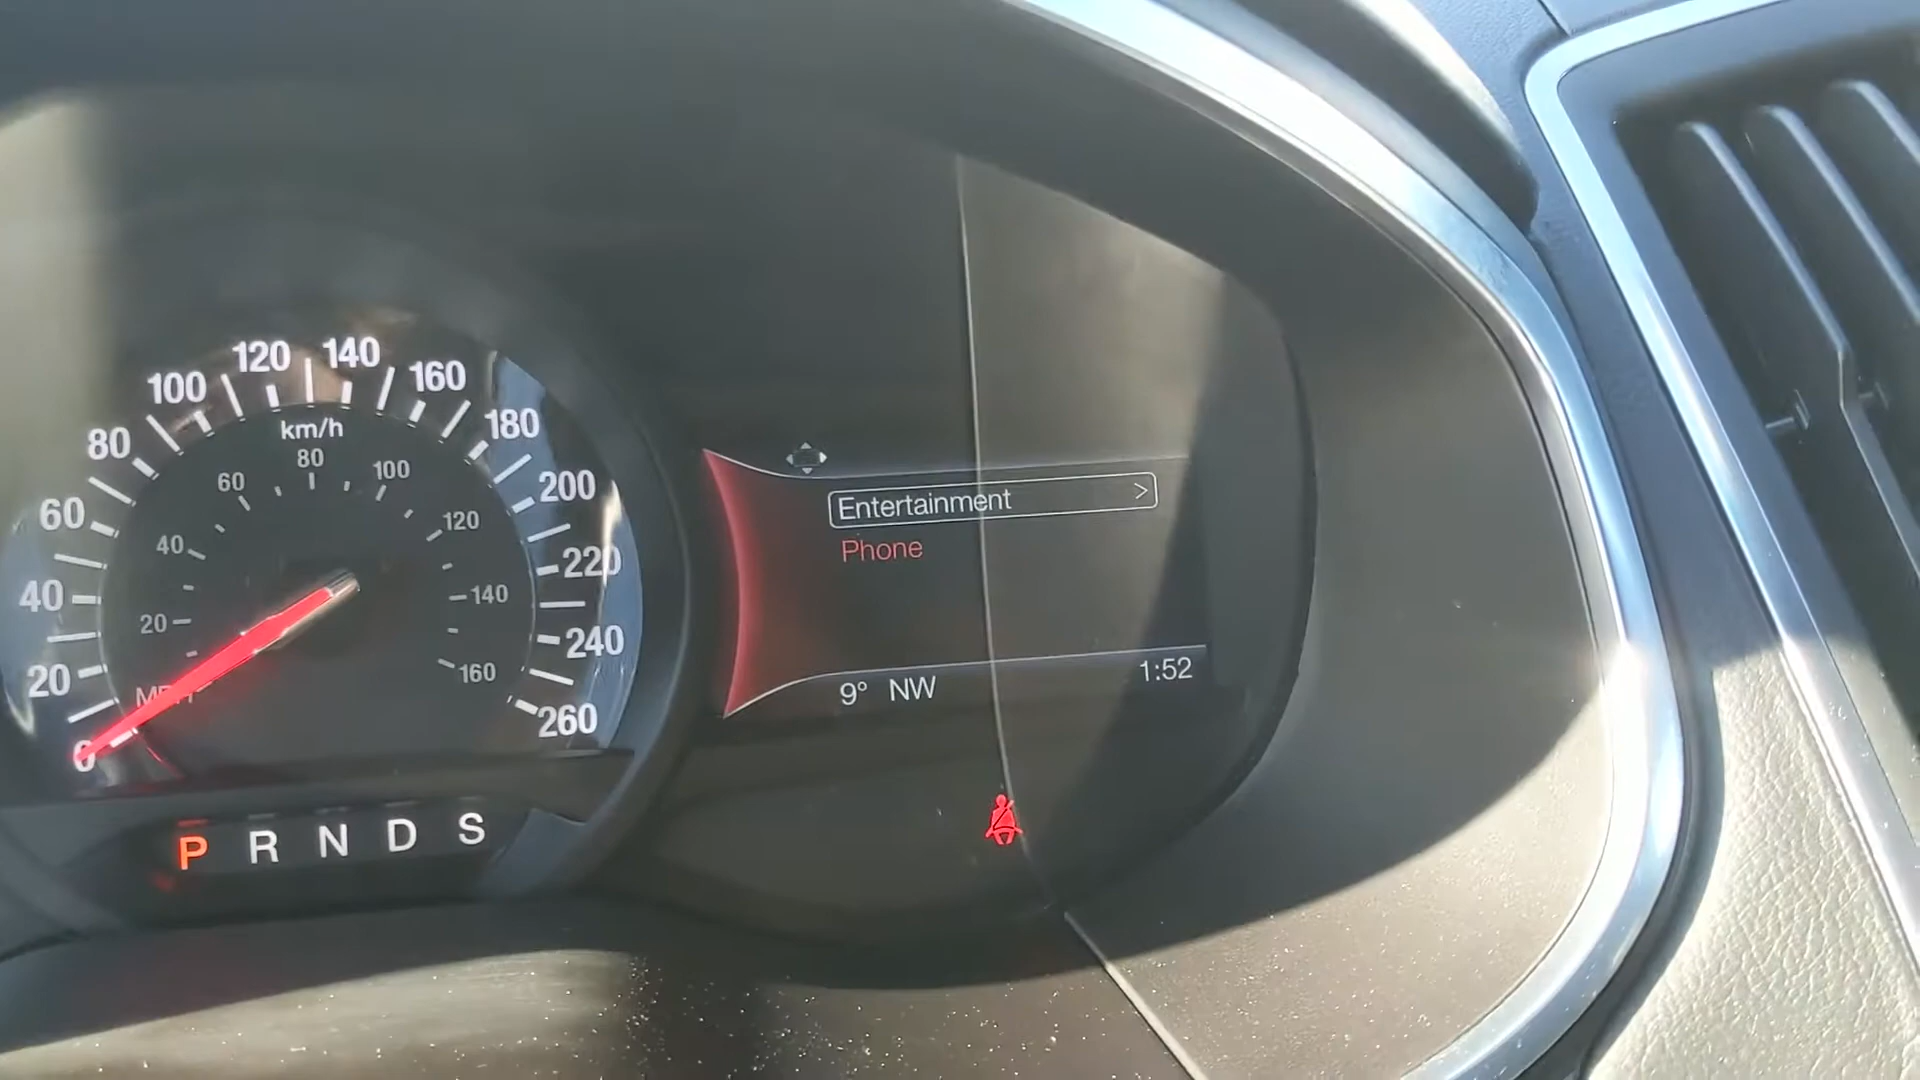 120 140
100 160
80 180
km/h
80
60 100
60 200
40 120
220
40 140
20 240
20 160
MPH
0 260
P R N D S
Entertainment >
Phone
9° NW 1:52